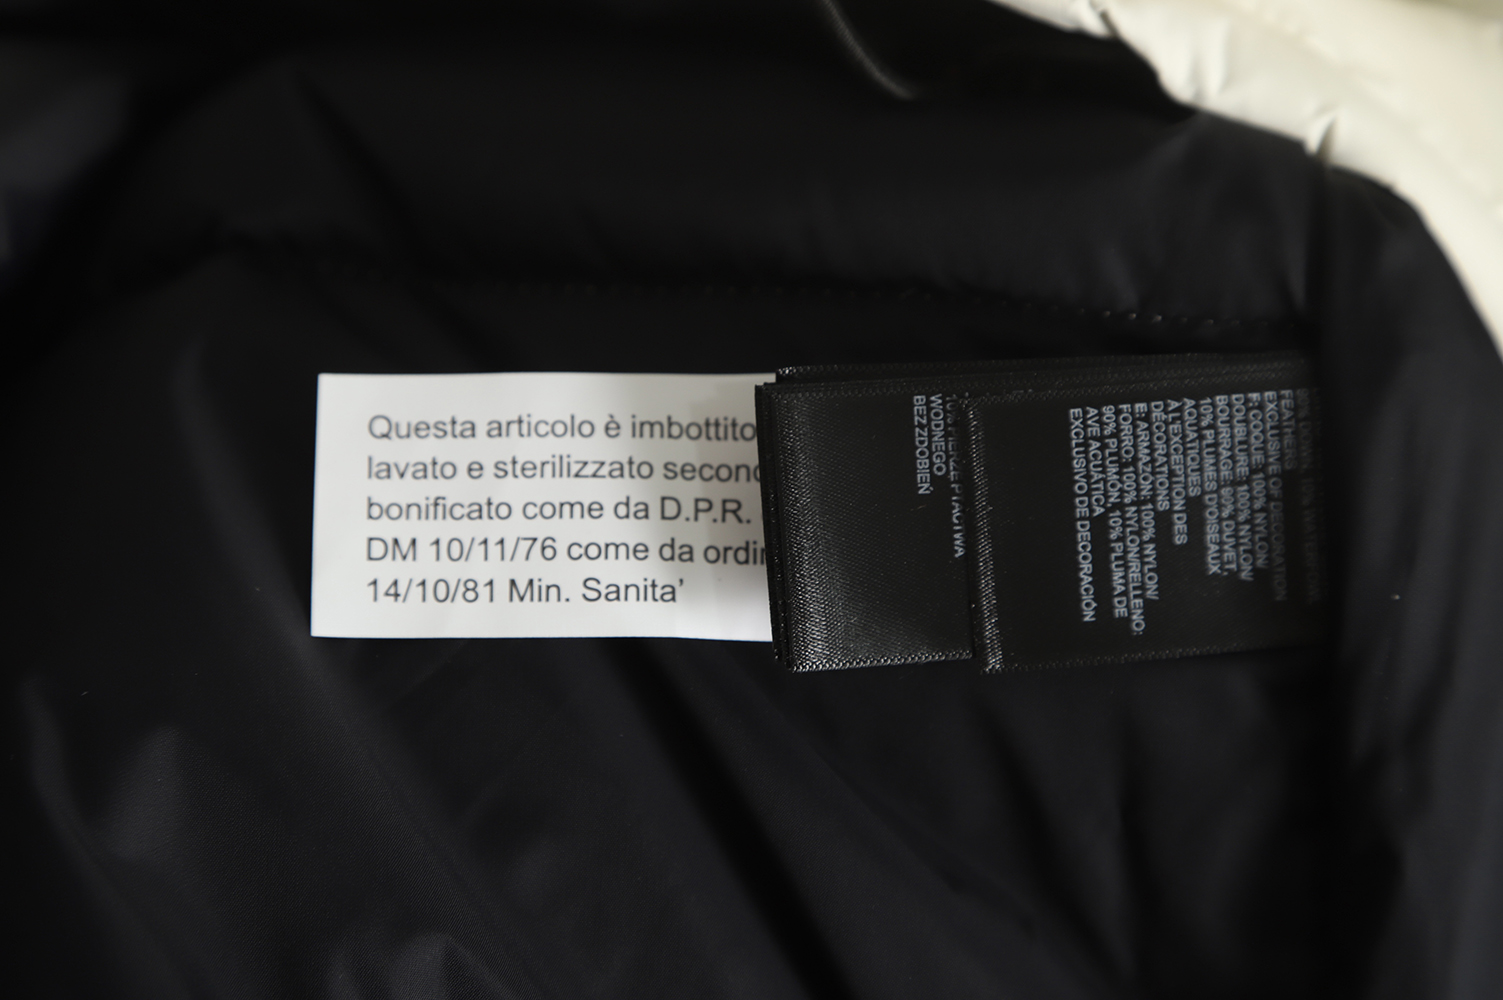 Questa articolo è imbottito
lavato e sterilizzato secon
bonificato come da D.P.R.
DM 10/11/76 come da ordi
14/10/81 Min. Sanita’
WODNEGO
BEZ ZDOBIEŃ
FEATHERS
EXCLUSIVE OF DECORATION
F: COQUE: 100% NYLON/
DOUBLURE: 100% NYLON/
BOURRAGE: 90% DUVET,
10% PLUMES D'OISEAUX
AQUATIQUES
À L'EXCEPTION DES
DÉCORATIONS
E: ARMAZÓN: 100% NYLON/
FORRO: 100% NYLON/RELLENO:
90% PLUMÓN, 10% PLUMA DE
AVE ACUÁTICA
EXCLUSIVO DE DECORACIÓN